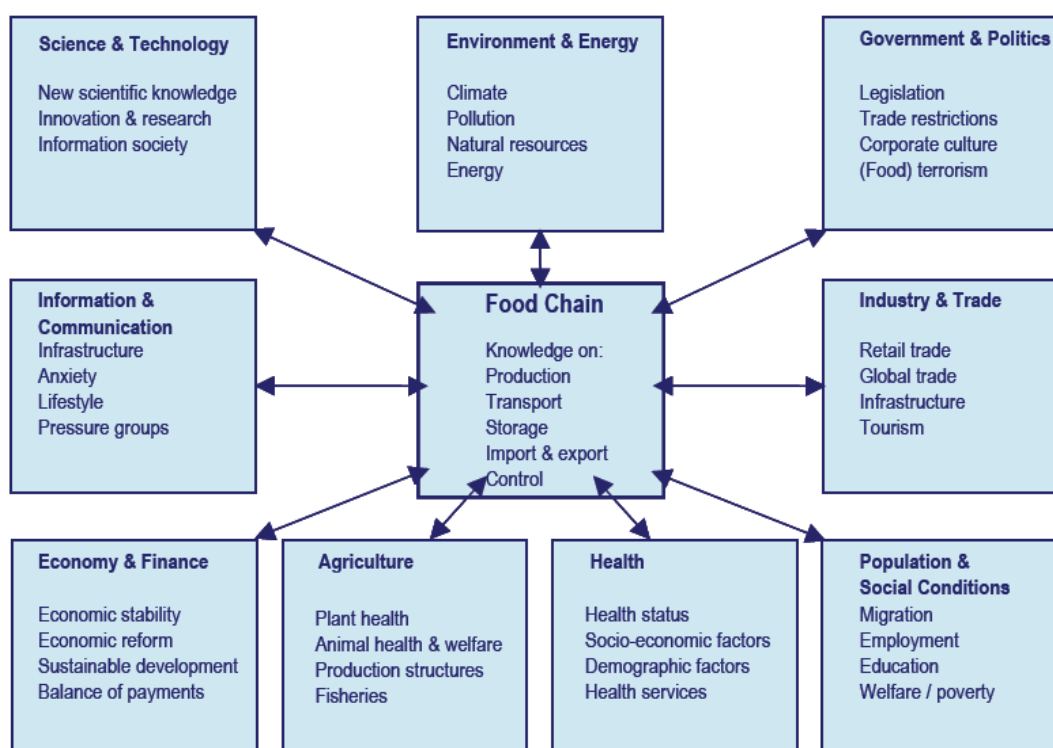 Science & Technology
New scientific knowledge
Innovation & research
Information society
Environment & Energy
Climate
Pollution
Natural resources
Energy
Government & Politics
Legislation
Trade restrictions
Corporate culture
(Food) terrorism
Information &
Communication
Infrastructure
Anxiety
Lifestyle
Pressure groups
Food Chain
Knowledge on:
Production
Transport
Storage
Import & export
Control
Industry & Trade
Retail trade
Global trade
Infrastructure
Tourism
Economy & Finance
Economic stability
Economic reform
Sustainable development
Balance of payments
Agriculture
Plant health
Animal health & welfare
Production structures
Fisheries
Health
Health status
Socio-economic factors
Demographic factors
Health services
Population &
Social Conditions
Migration
Employment
Education
Welfare / poverty